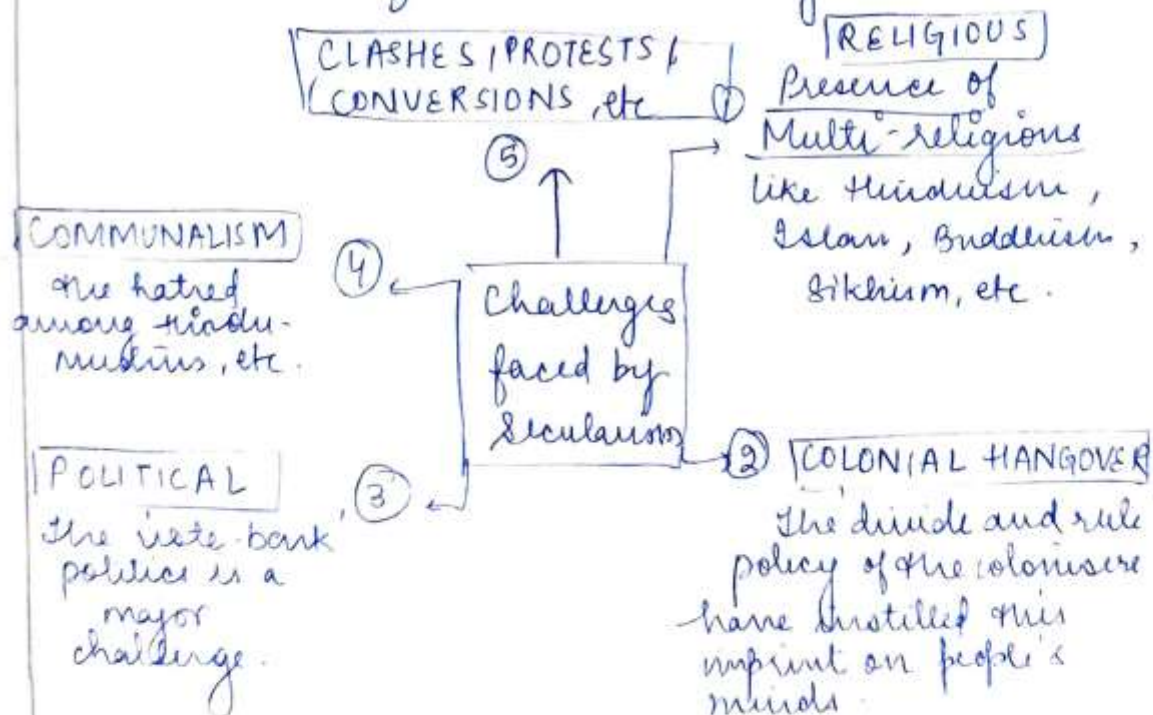 RELIGIOUS
①
Presence of
Multi-religions
like Hinduism,
Islam, Buddhism,
Sikhism, etc.
Challenges
faced by
Secularism
② COLONIAL HANGOVER
The divide and rule
policy of the colonisers
have instilled this
imprint on people's
minds.
③
POLITICAL
The vote-bank
politics is a
major
challenge.
④
COMMUNALISM
The hatred
among Hindu-
muslims, etc.
⑤
CLASHES, PROTESTS,
CONVERSIONS, etc